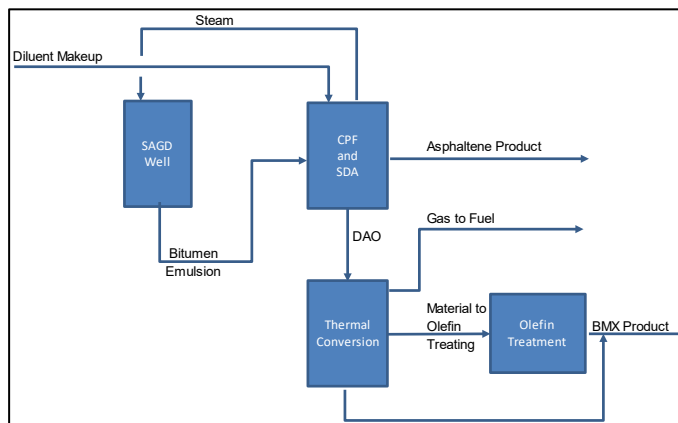 Steam
Diluent Makeup
SAGD
Well
CPF
and
SDA
Asphaltene Product
Bitumen
Emulsion
DAO
Gas to Fuel
Thermal
Conversion
Material to
Olefin
Treating
Olefin
Treatment
BMX Product